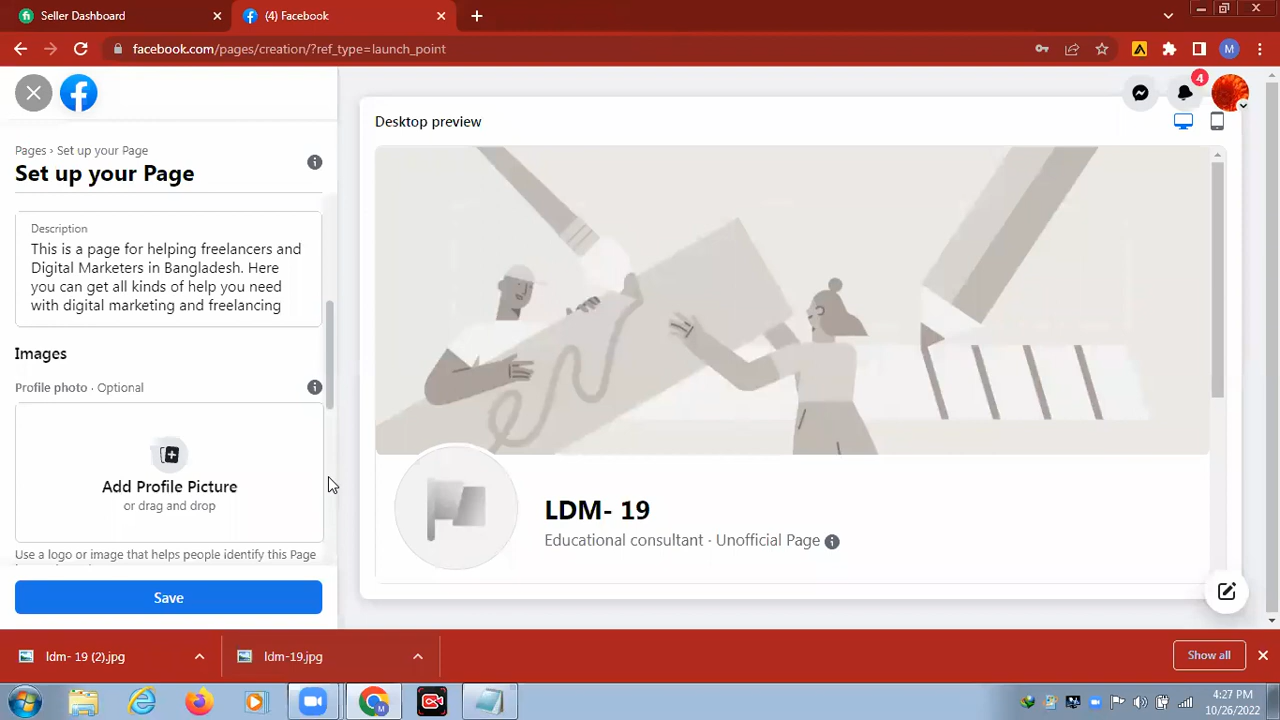 Seller Dashboard
(4) Facebook
facebook.com/pages/creation/?ref_type=launch_point
M
4
Pages › Set up your Page
Set up your Page
Description
This is a page for helping freelancers and
Digital Marketers in Bangladesh. Here
you can get all kinds of help you need
with digital marketing and freelancing
Images
Profile photo · Optional
Add Profile Picture
or drag and drop
Use a logo or image that helps people identify this Page
Save
Desktop preview
LDM- 19
Educational consultant · Unofficial Page
ldm- 19 (2).jpg
ldm-19.jpg
Show all
4:27 PM
10/26/2022